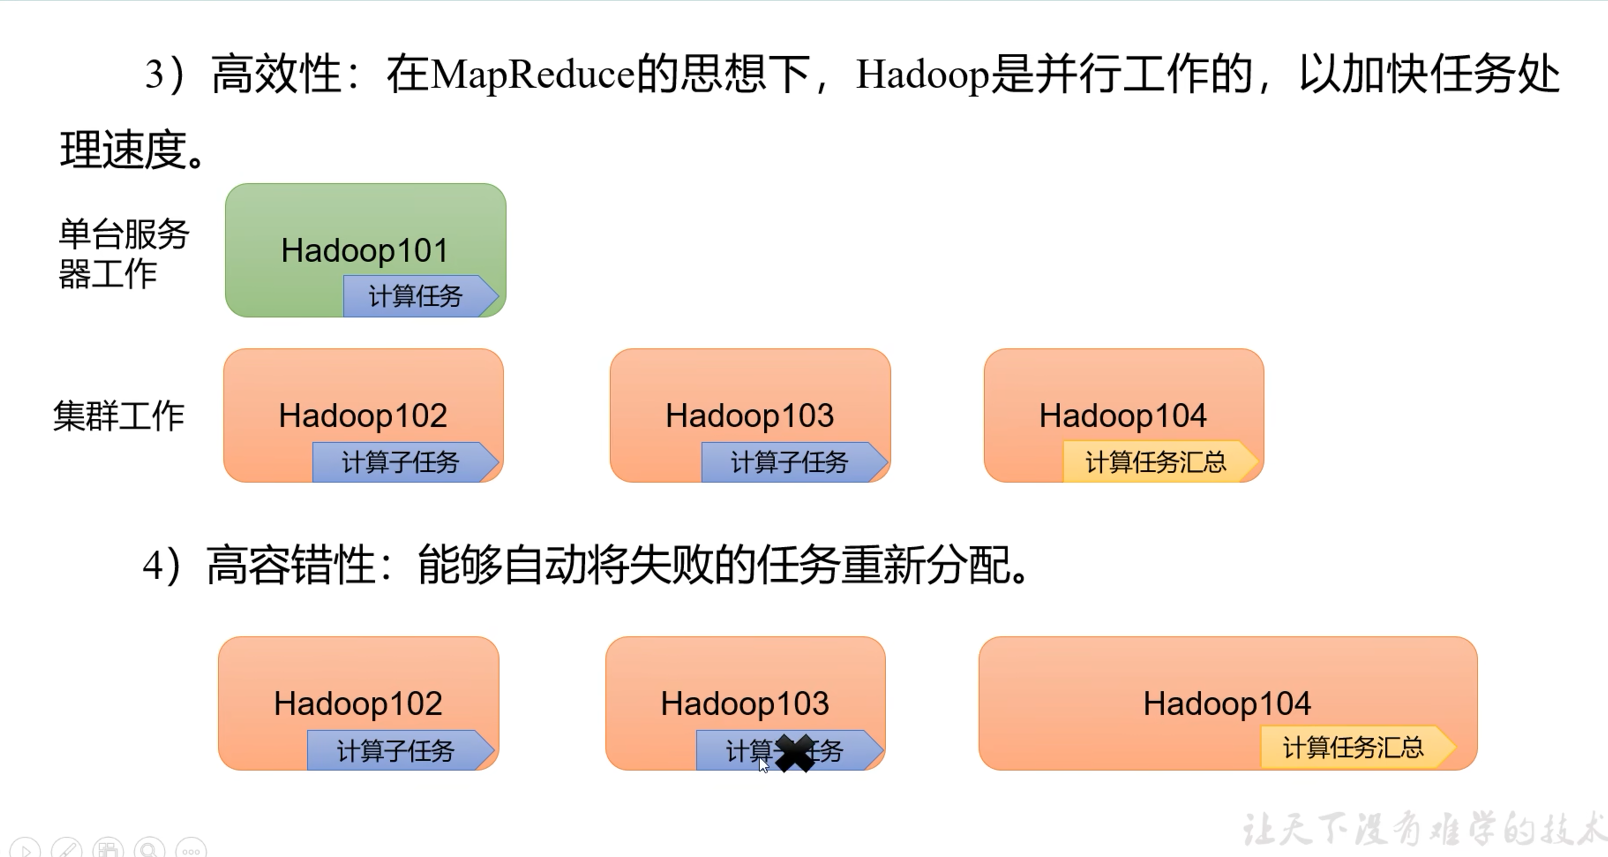 3）高效性：在MapReduce的思想下，Hadoop是并行工作的，以加快任务处
理速度。
单台服务
器工作
Hadoop101
计算任务
集群工作
Hadoop102
计算子任务
Hadoop103
计算子任务
Hadoop104
计算任务汇总
4）高容错性：能够自动将失败的任务重新分配。
Hadoop102
计算子任务
Hadoop103
计算子任务
Hadoop104
计算任务汇总
让天下没有难学的技术